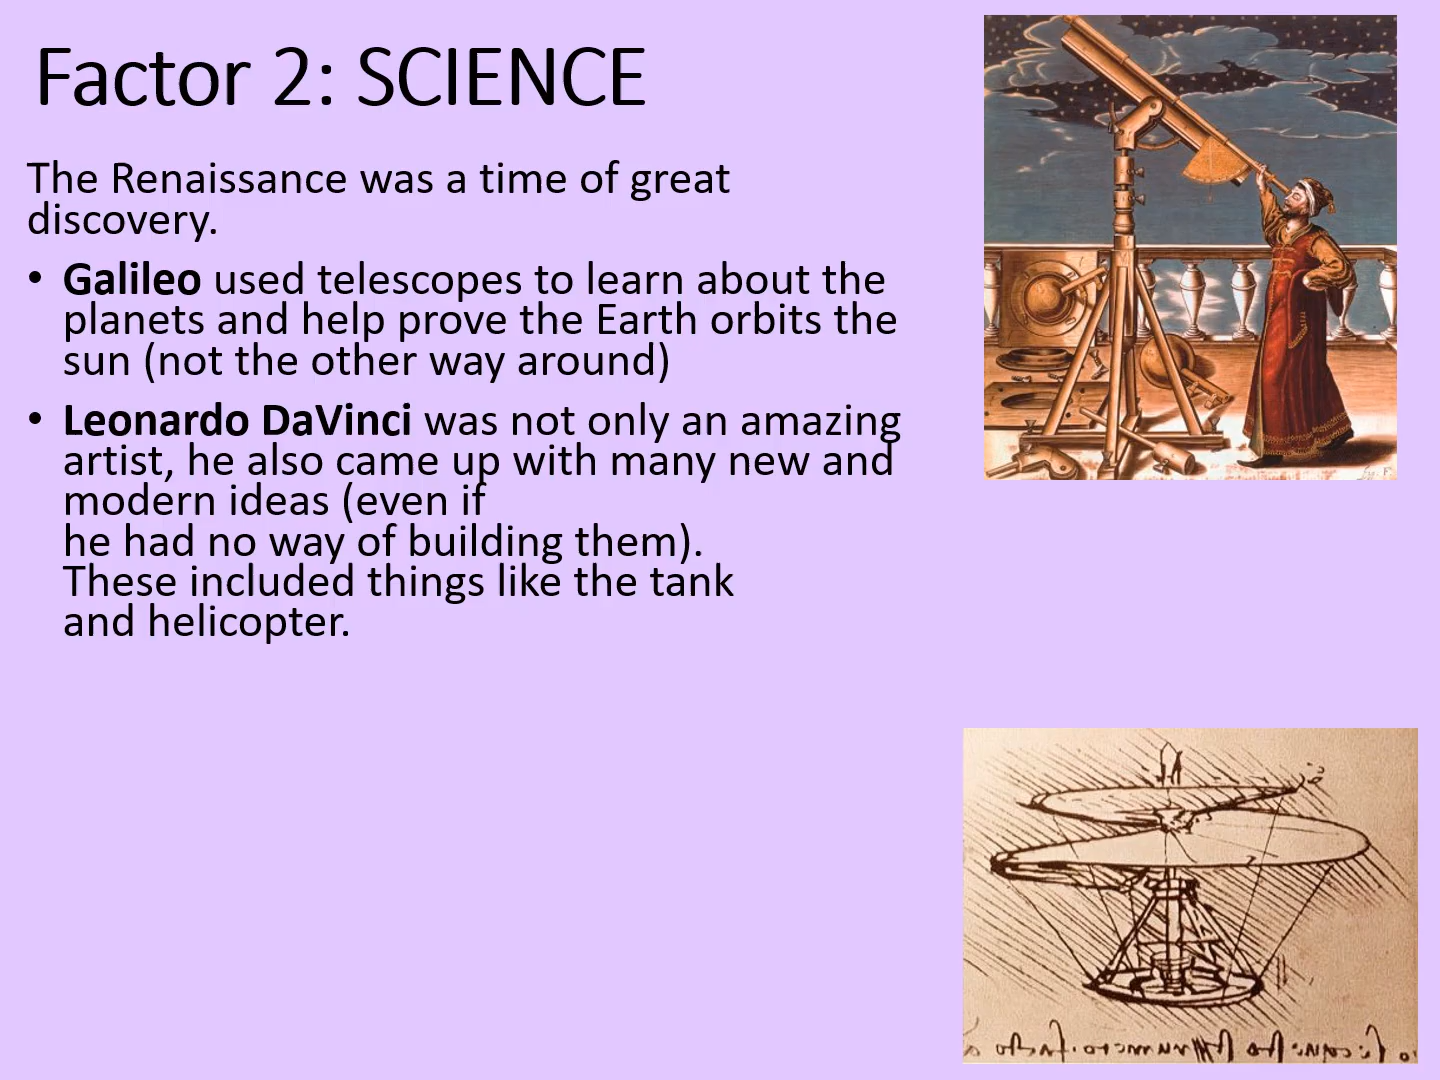 Factor 2: SCIENCE
The Renaissance was a time of great
discovery.
• Galileo used telescopes to learn about the
planets and help prove the Earth orbits the
sun (not the other way around)
• Leonardo DaVinci was not only an amazing
artist, he also came up with many new and
modern ideas (even if
he had no way of building them).
These included things like the tank
and helicopter.